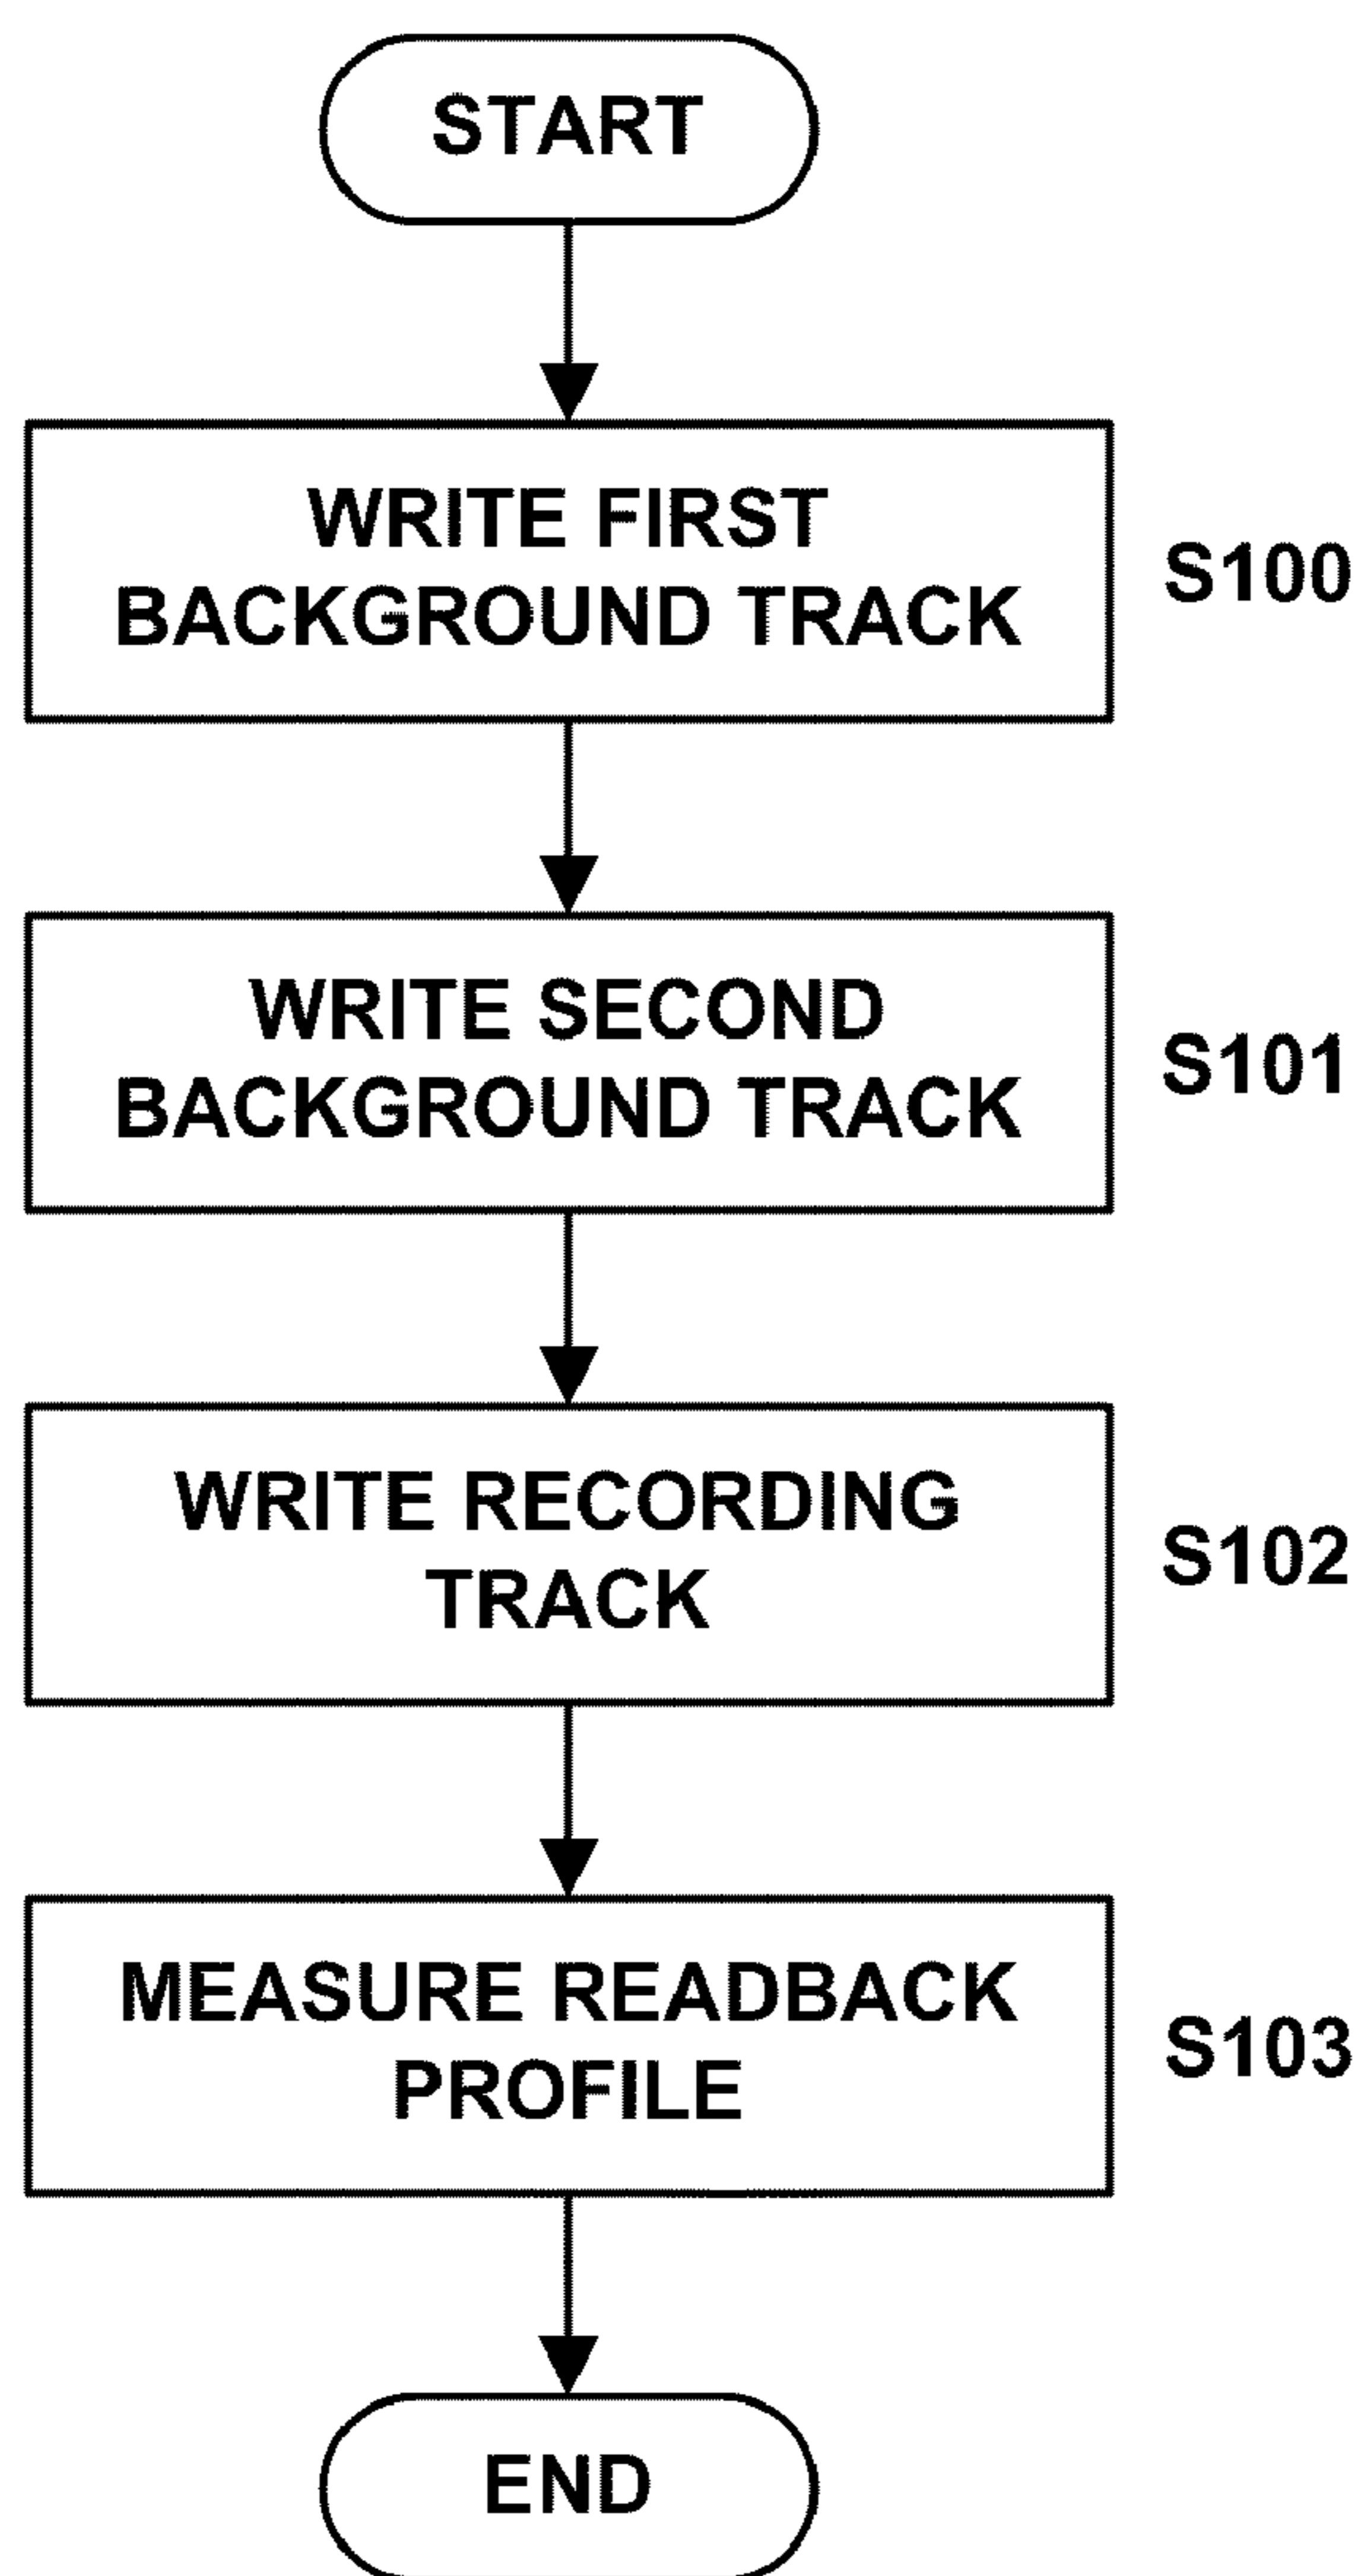 START
WRITE FIRST
BACKGROUND TRACK
S100
WRITE SECOND
BACKGROUND TRACK
S101
WRITE RECORDING
TRACK
S102
MEASURE READBACK
PROFILE
S103
END